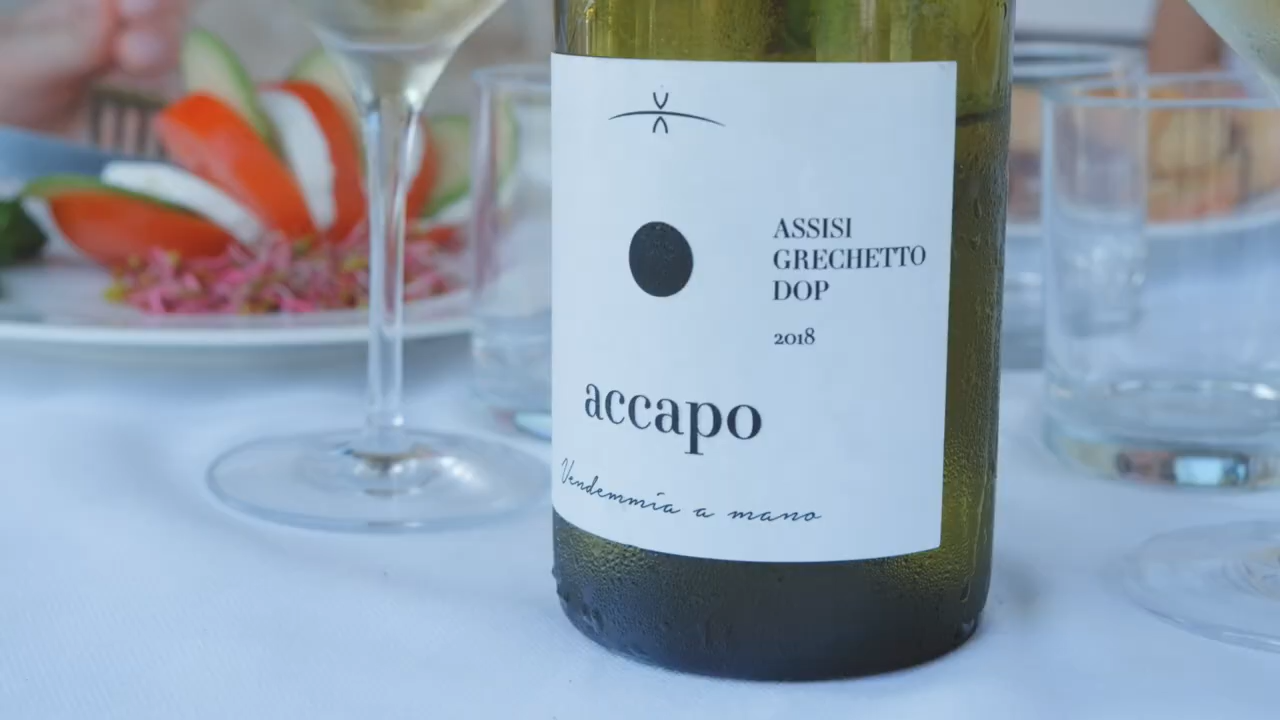 ASSISI
GRECHETTO
DOP
2018
accapo
Vendemmia a mano